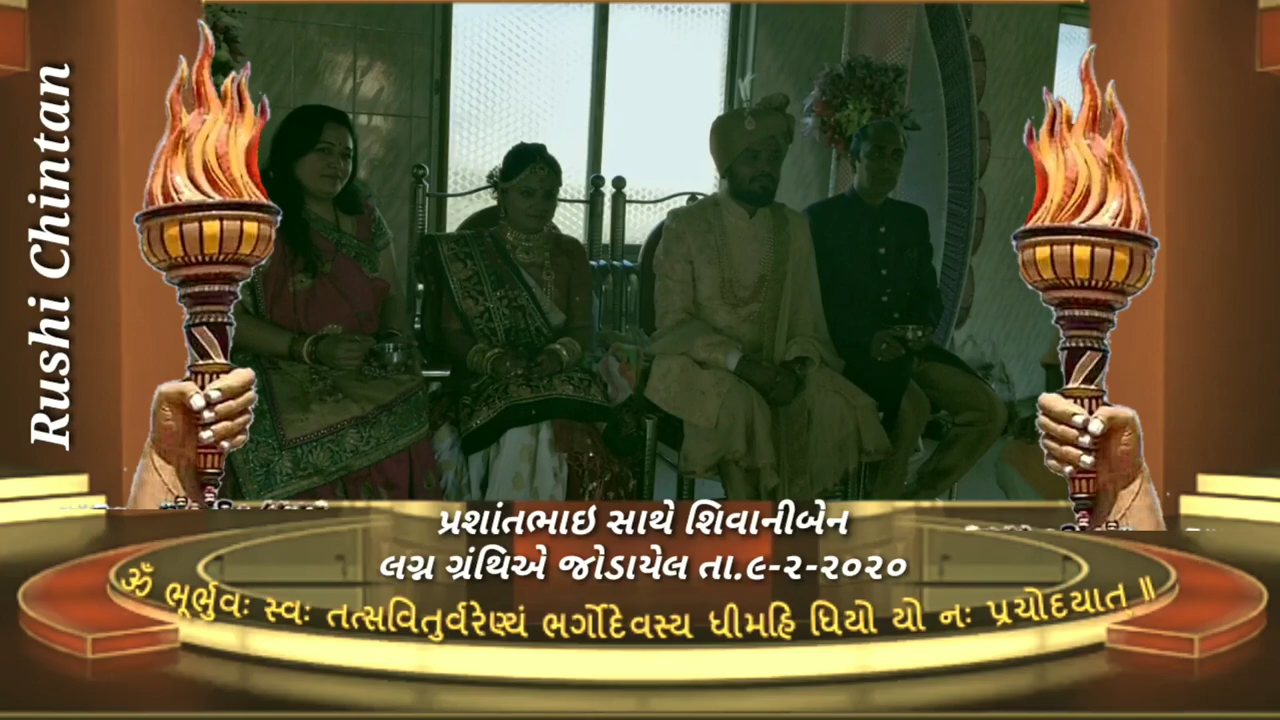 Rushi Chintan
પ્રશાંતભાઇ સાથે શિવાનીબેન
લગ્ન ગ્રંથિએ જોડાયેલ તા.૯-૨-૨૦૨૦
ૐ ભૂર્ભુવઃ સ્વઃ તત્સવિતુર્વરેણ્યં ભર્ગોદેવસ્ય ધીમહિ ધિયો યો નઃ પ્રચોદયાત ॥